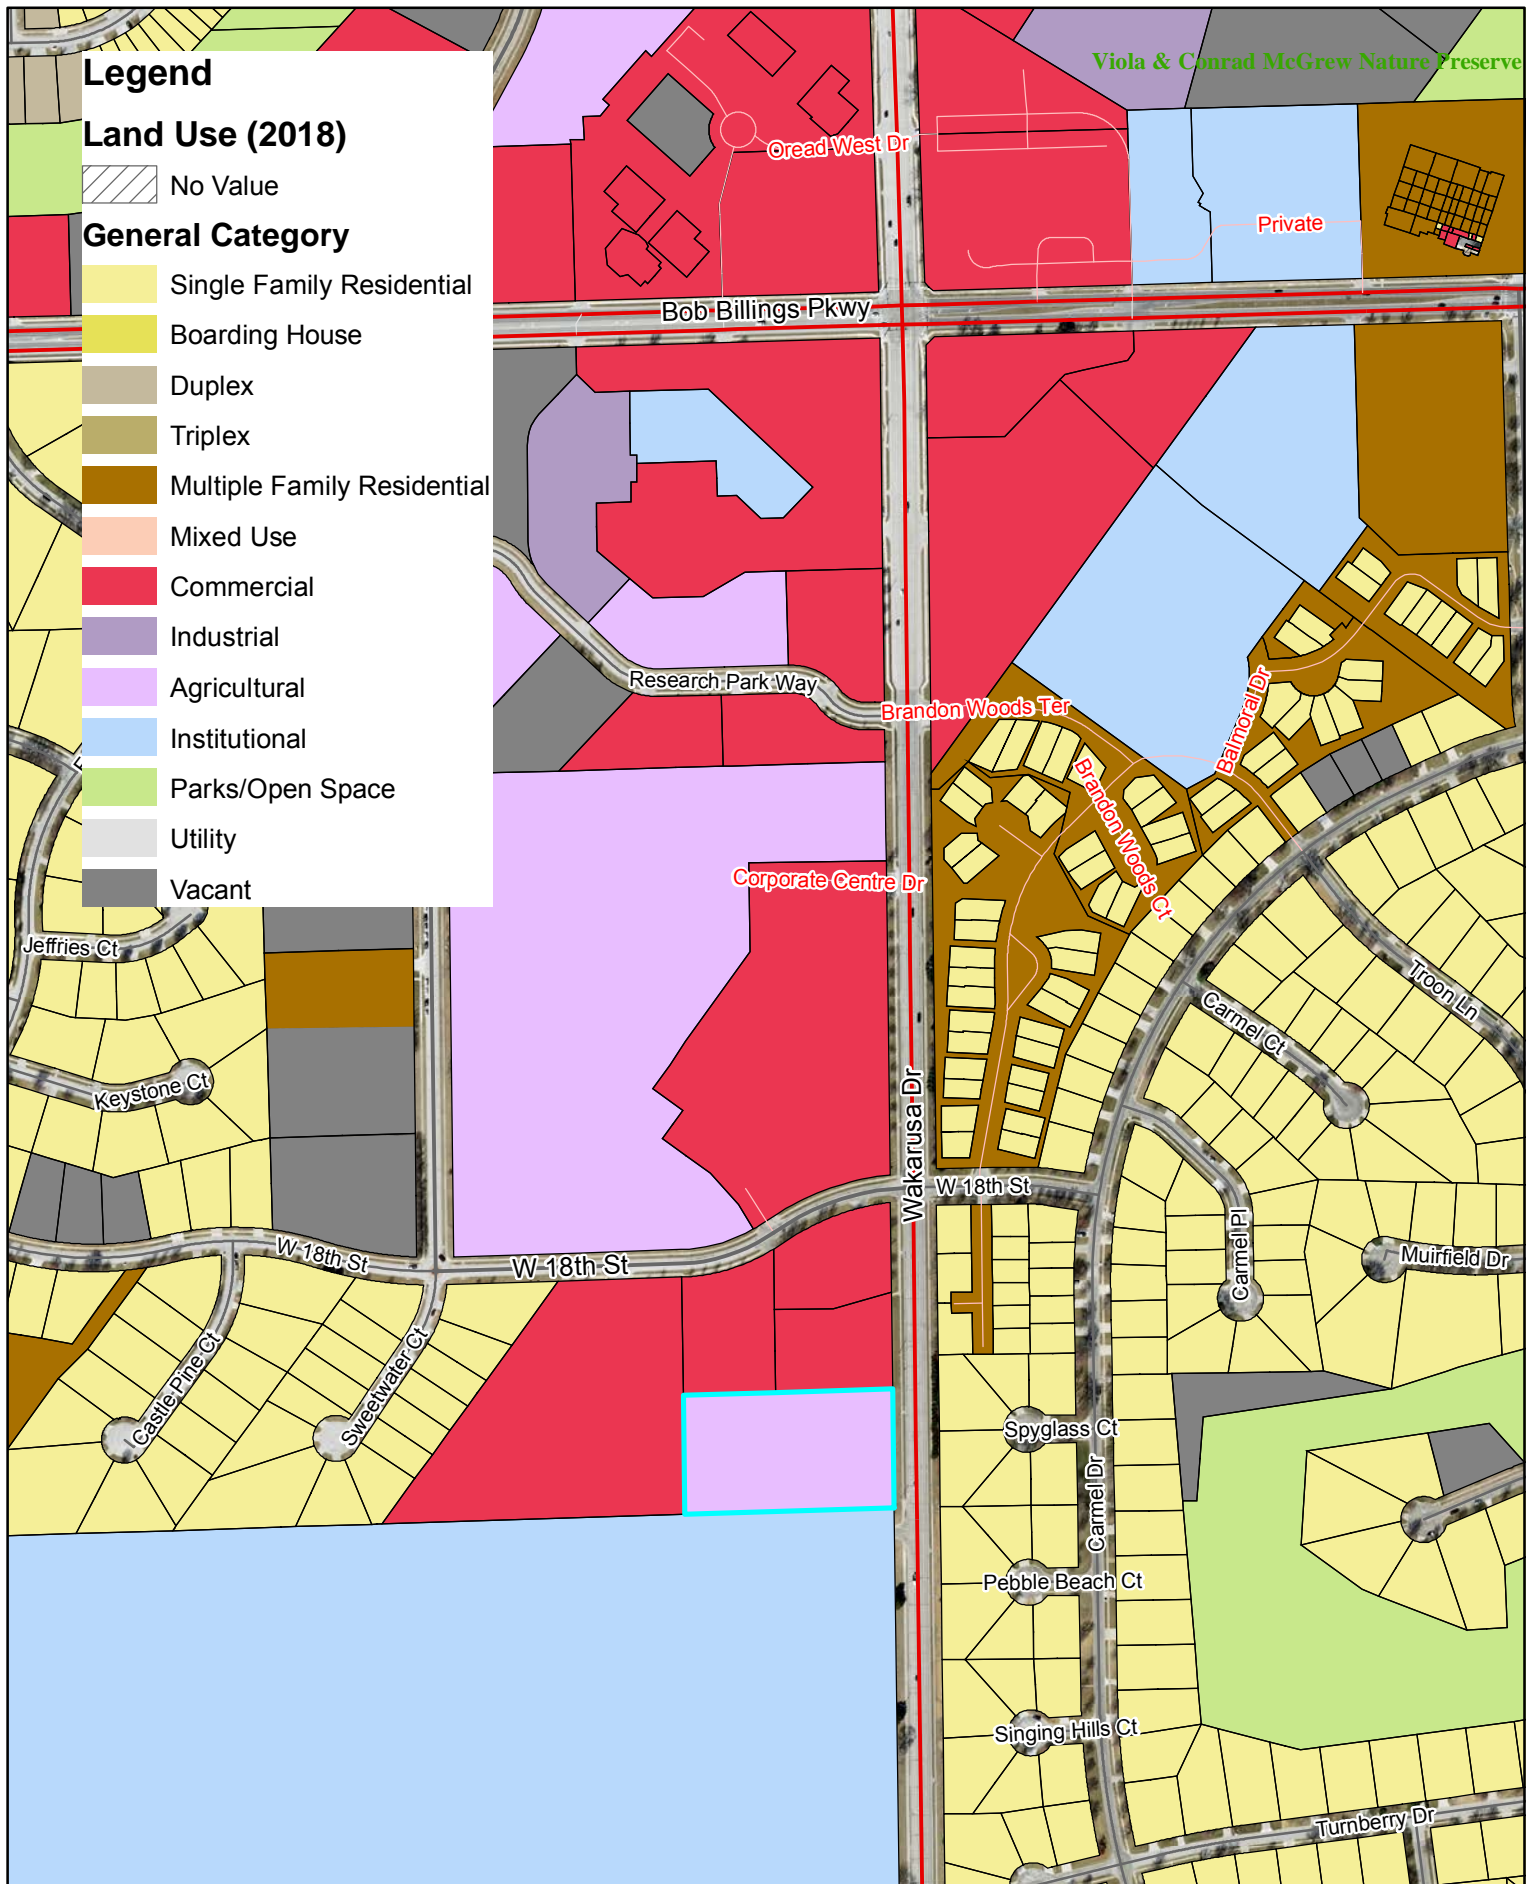 Legend
Land Use (2018)
No Value
General Category
Single Family Residential
Boarding House
Duplex
Triplex
Multiple Family Residential
Mixed Use
Commercial
Industrial
Agricultural
Institutional
Parks/Open Space
Utility
Vacant
Viola & Conrad McGrew Nature Preserve
Oread West Dr
Private
Bob Billings Pkwy
Research Park Way
Brandon Woods Ter
Balmoral Dr
Brandon Woods Ct
Corporate Centre Dr
Jeffries Ct
Troon Ln
Carmel Ct
Keystone Ct
Wakarusa Dr
W 18th St
Carmel Pl
Muirfield Dr
W 18th St
W 18th St
Castle Pine Ct
Sweetwater Ct
Spyglass Ct
Carmel Dr
Pebble Beach Ct
Singing Hills Ct
Turnberry Dr